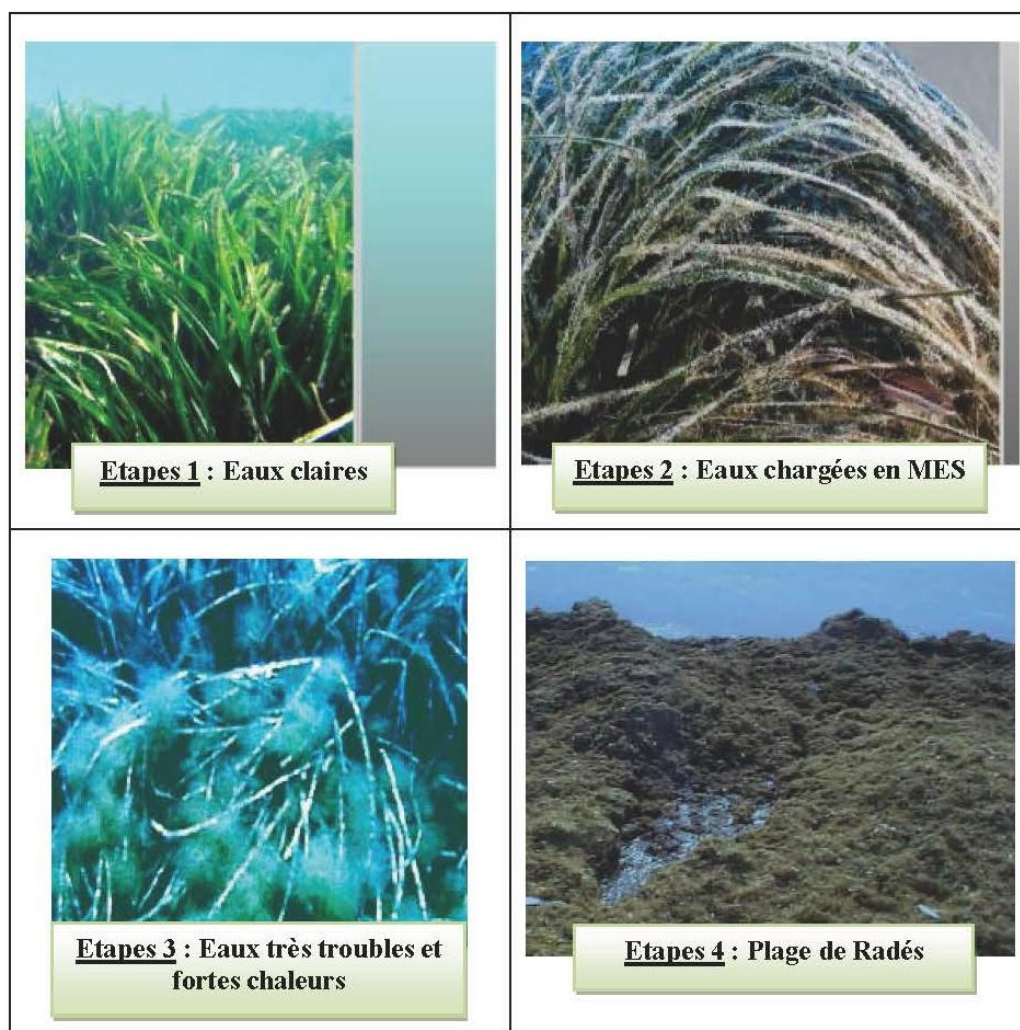 Etapes 1 : Eaux claires
Etapes 2 : Eaux chargées en MES
Etapes 3 : Eaux très troubles et
fortes chaleurs
Etapes 4 : Plage de Radés